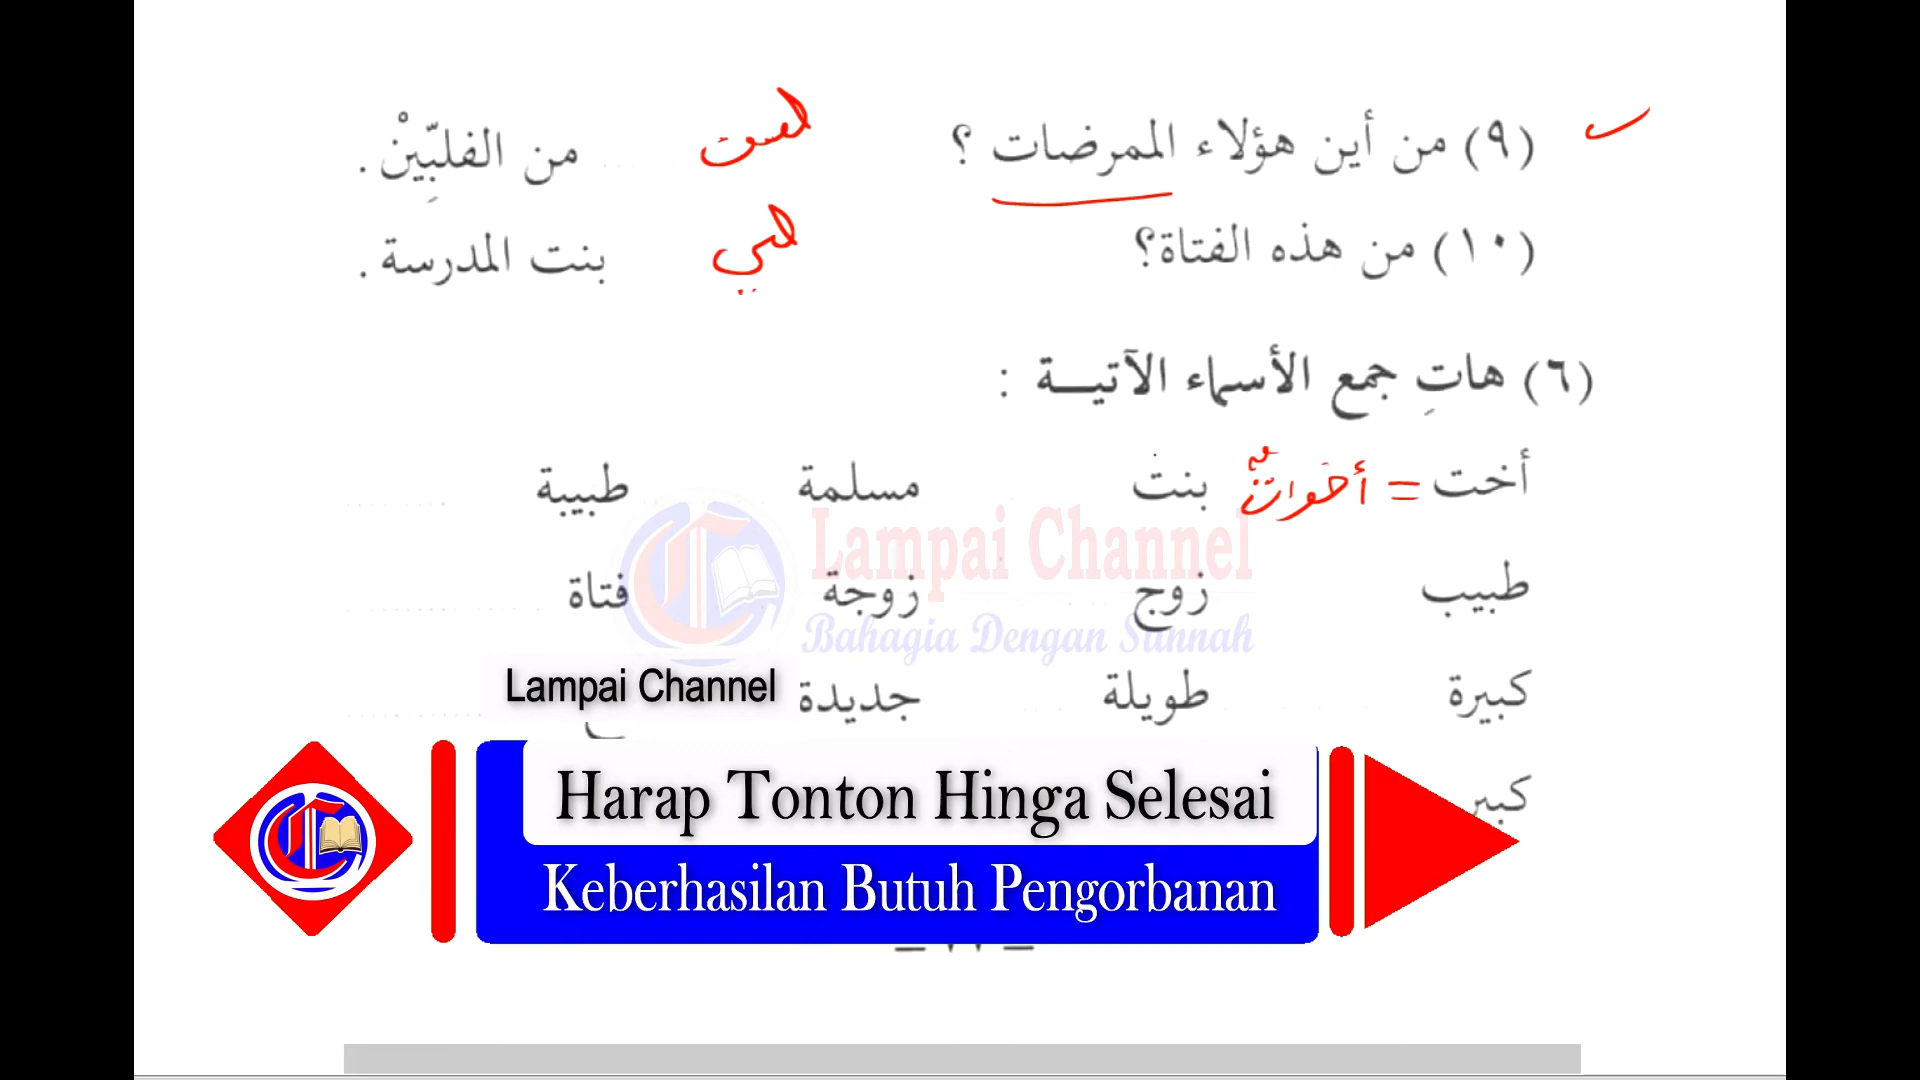 (٩) من أين هؤلاء الممرضات ؟ من الفلبِّينْ .
(١٠) من هذه الفتاة؟ بنت المدرسة .
(٦) هاتِ جمع الأسماء الآتيــة :
أخت = أخواتٌ بنت مسلمة طبيبة
طبيب زوج زوجة فتاة
كبيرة طويلة جديدة
كبير
Lampai Channel
Bahagia Dengan Sunnah
Lampai Channel
Harap Tonton Hinga Selesai
Keberhasilan Butuh Pengorbanan